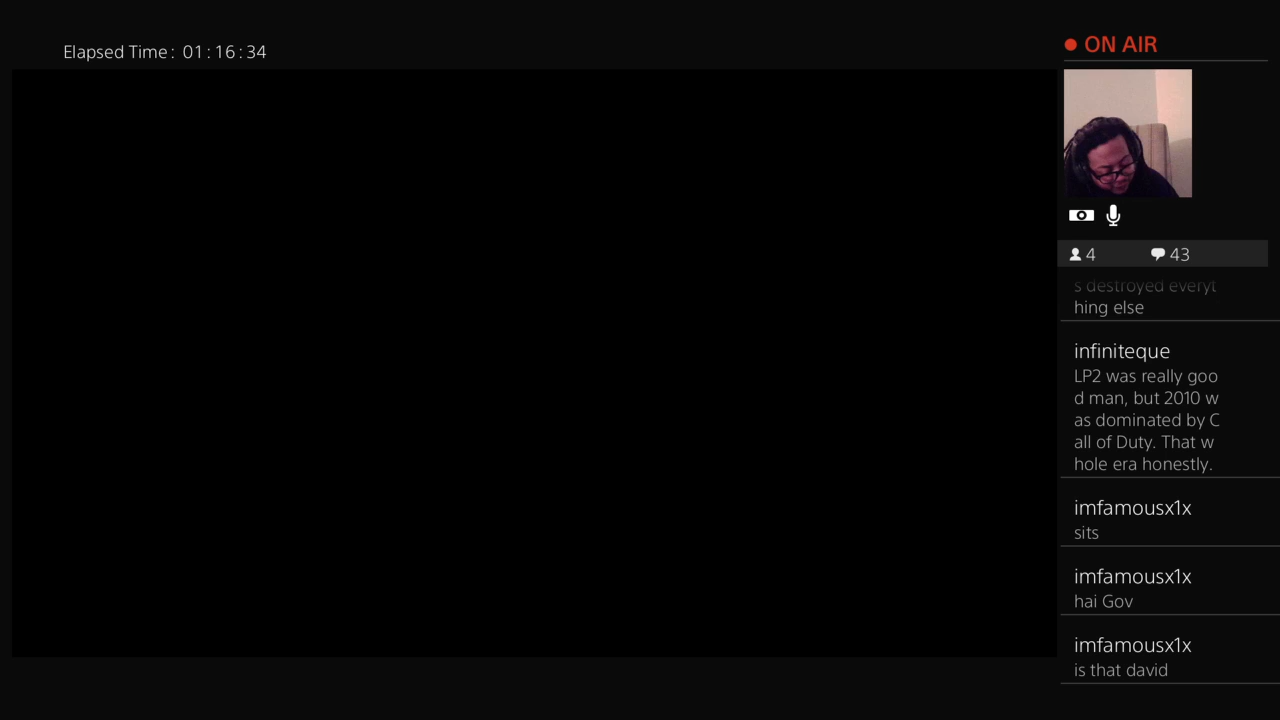 Elapsed Time: 01:16:34
ON AIR
4 43
s destroyed everyt
hing else
infiniteque
LP2 was really goo
d man, but 2010 w
as dominated by C
all of Duty. That w
hole era honestly.
imfamousx1x
sits
imfamousx1x
hai Gov
imfamousx1x
is that david